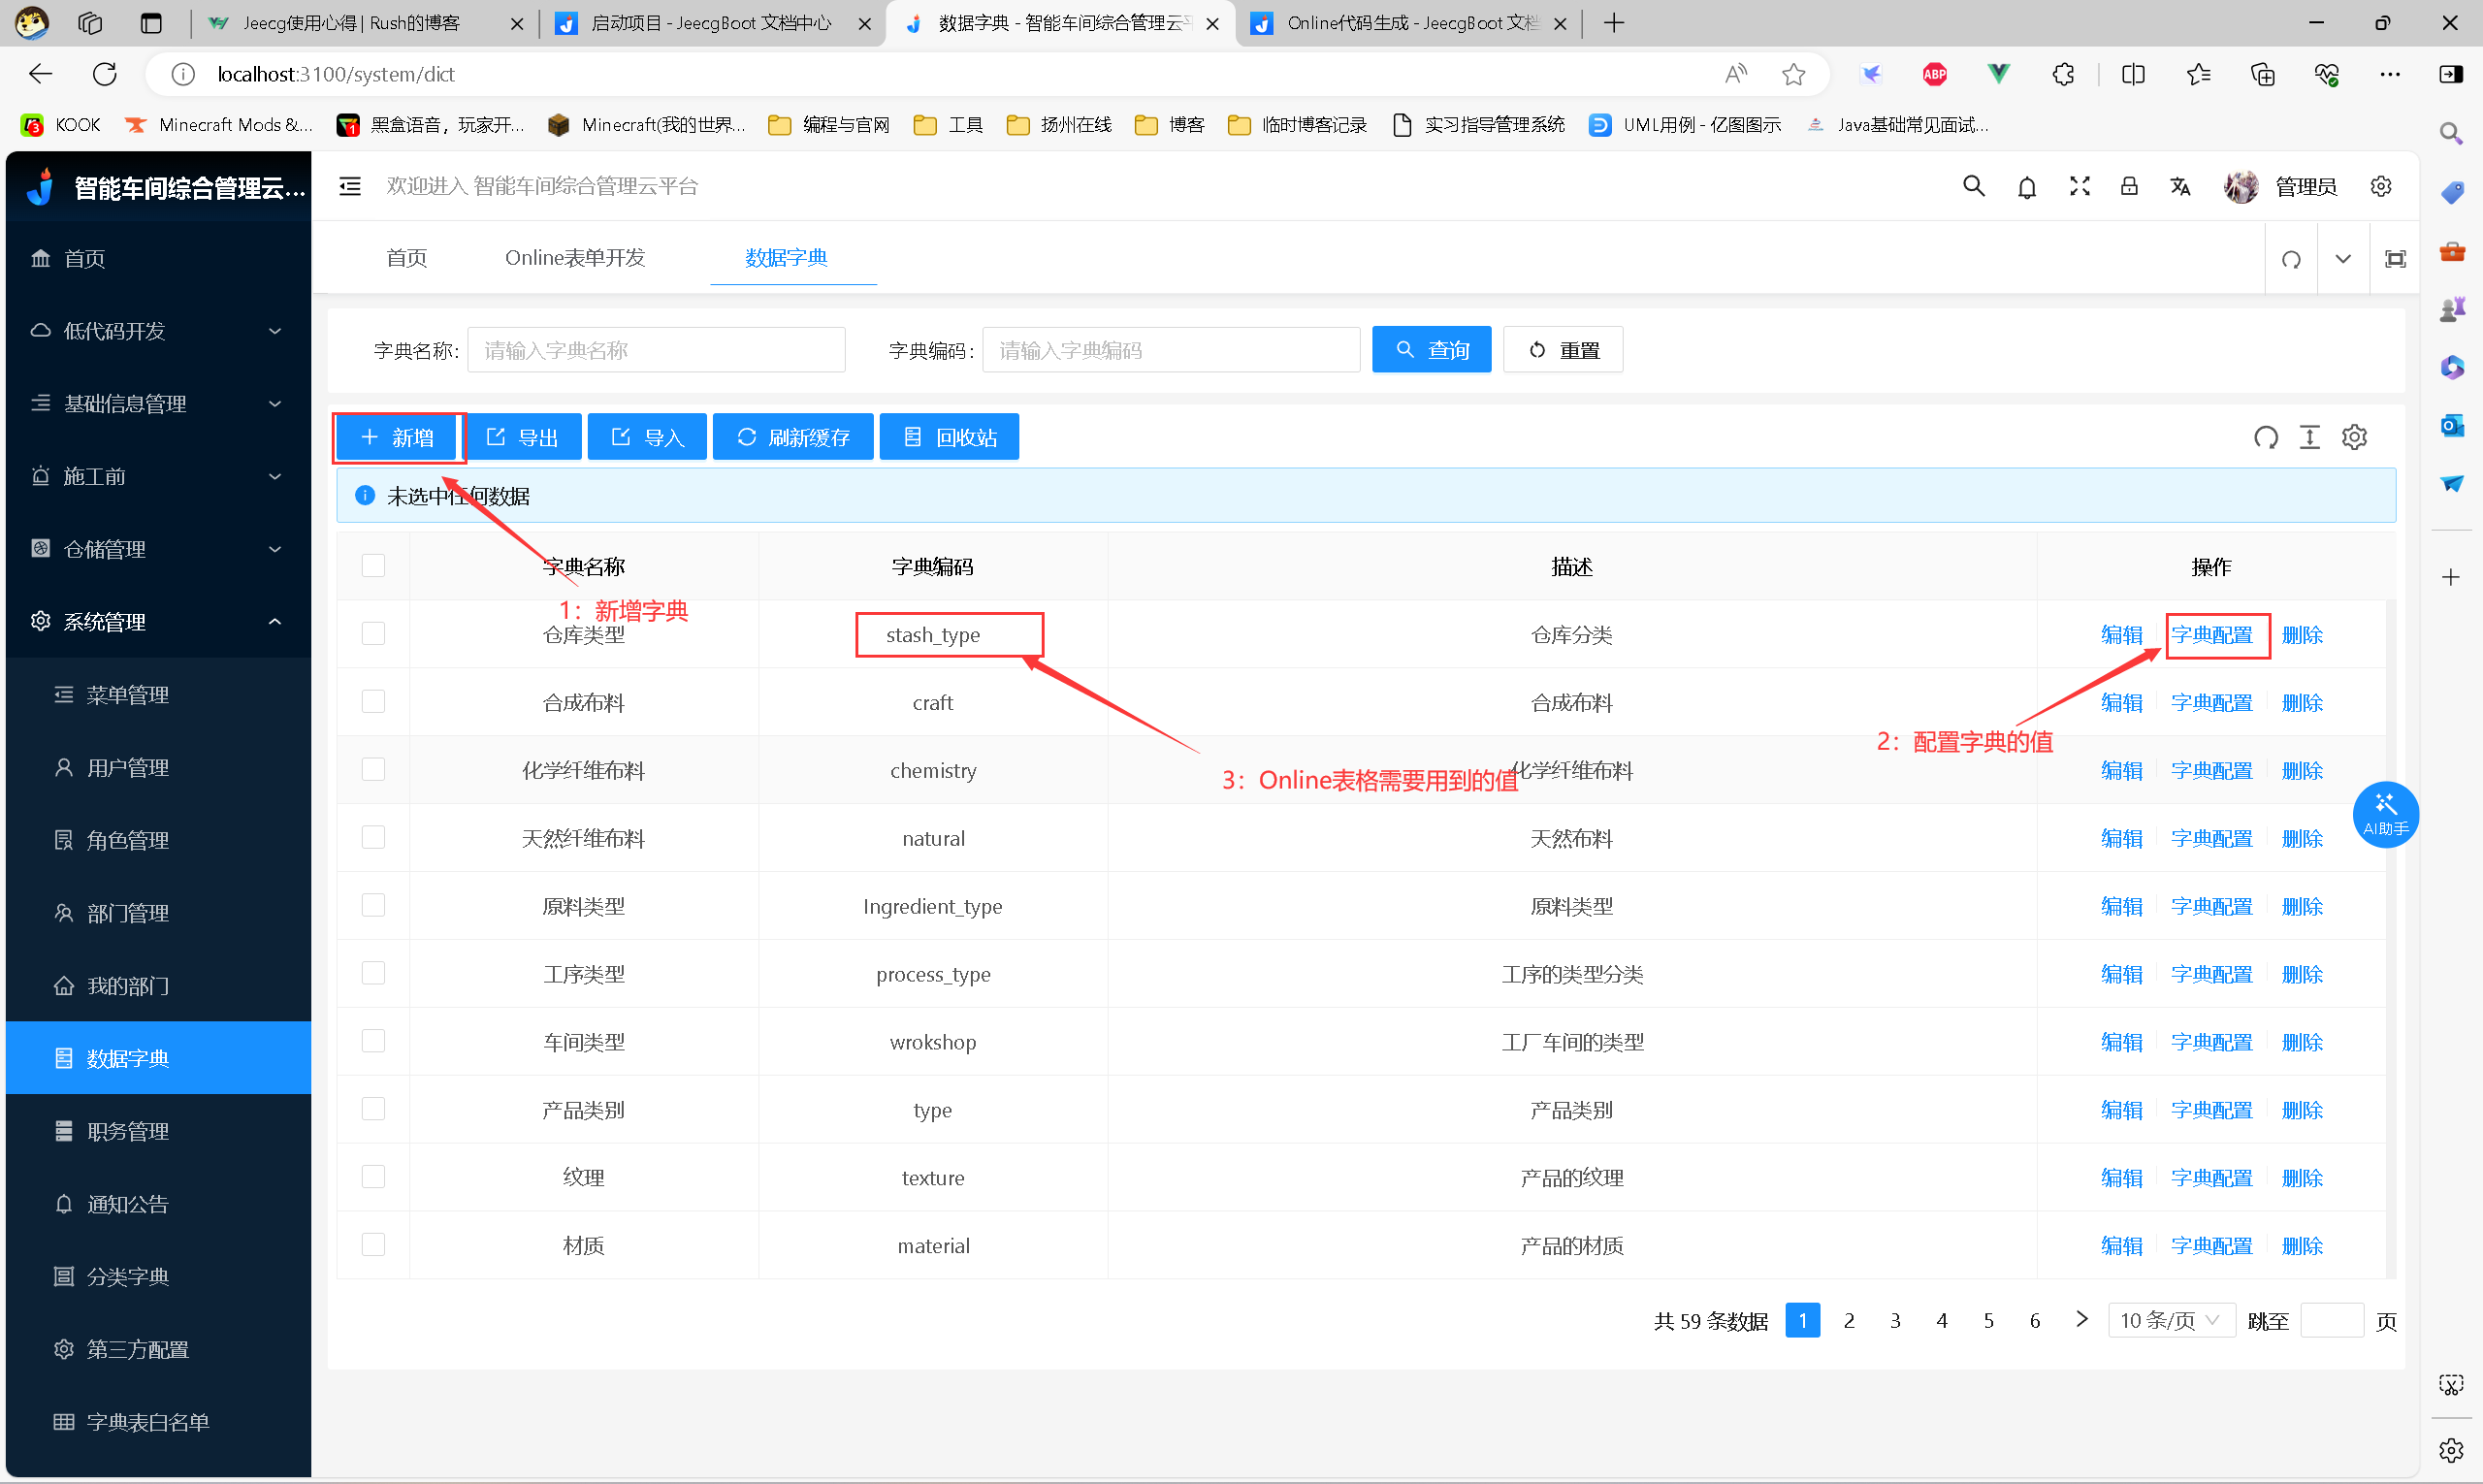 Jeecg使用心得 | Rush的博客
启动项目 - JeecgBoot 文档中心
数据字典 - 智能车间综合管理云平
Online代码生成 - JeecgBoot 文档
localhost:3100/system/dict
ABP
KOOK
Minecraft Mods &...
黑盒语音，玩家开...
Minecraft(我的世界...
编程与官网
工具
扬州在线
博客
临时博客记录
实习指导管理系统
UML用例 - 亿图图示
Java基础常见面试...
智能车间综合管理云...
欢迎进入 智能车间综合管理云平台
管理员
首页
Online表单开发
数据字典
首页
低代码开发
基础信息管理
施工前
仓储管理
系统管理
菜单管理
用户管理
角色管理
部门管理
我的部门
数据字典
职务管理
通知公告
分类字典
第三方配置
字典表白名单
字典名称: 请输入字典名称
字典编码: 请输入字典编码
查询
重置
新增
导出
导入
刷新缓存
回收站
未选中任何数据
字典名称 字典编码 描述 操作
1：新增字典
仓库类型 stash_type 仓库分类 编辑 字典配置 删除
合成布料 craft 合成布料 编辑 字典配置 删除
2：配置字典的值
化学纤维布料 chemistry 化学纤维布料 编辑 字典配置 删除
3：Online表格需要用到的值
天然纤维布料 natural 天然布料 编辑 字典配置 删除
原料类型 Ingredient_type 原料类型 编辑 字典配置 删除
工序类型 process_type 工序的类型分类 编辑 字典配置 删除
车间类型 wrokshop 工厂车间的类型 编辑 字典配置 删除
产品类别 type 产品类别 编辑 字典配置 删除
纹理 texture 产品的纹理 编辑 字典配置 删除
材质 material 产品的材质 编辑 字典配置 删除
AI助手
共 59 条数据 1 2 3 4 5 6 10 条/页 跳至 页